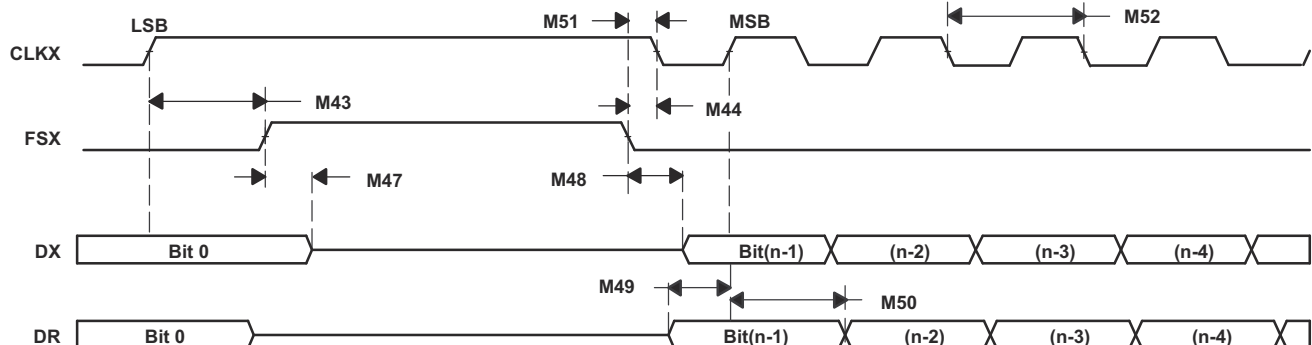 LSB M51 MSB M52
CLKX
M43 M44
FSX
M47 M48
DX Bit 0 Bit(n-1) (n-2) (n-3) (n-4)
M49 M50
DR Bit 0 Bit(n-1) (n-2) (n-3) (n-4)